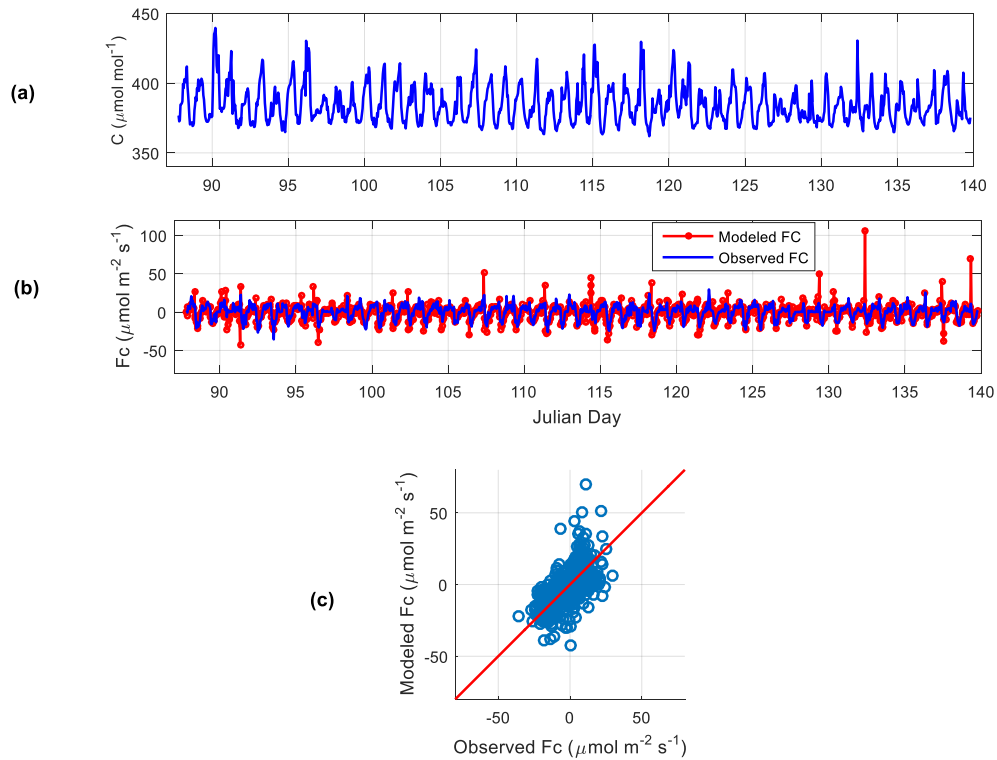 (a)
C (μmol mol⁻¹)
450
400
350
90 95 100 105 110 115 120 125 130 135 140
(b)
Fc (μmol m⁻² s⁻¹)
100
50
0
-50
Modeled FC
Observed FC
90 95 100 105 110 115 120 125 130 135 140
Julian Day
(c)
Modeled Fc (μmol m⁻² s⁻¹)
50
0
-50
-50 0 50
Observed Fc (μmol m⁻² s⁻¹)